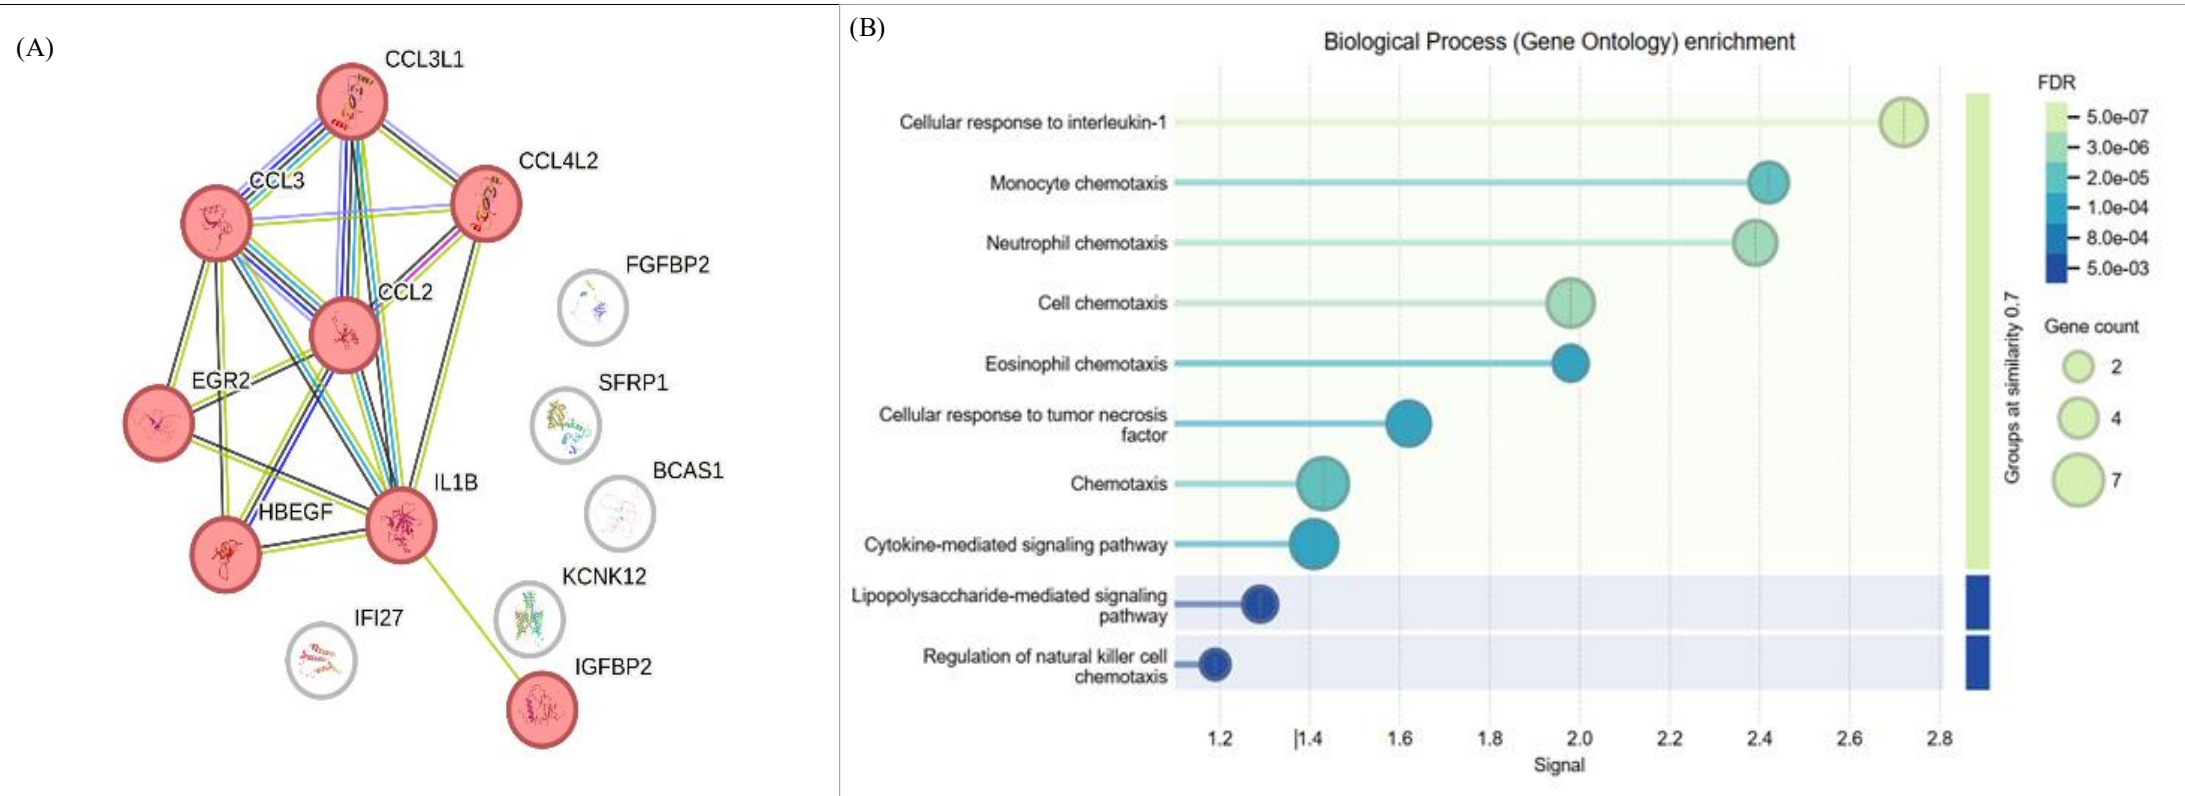 (A)
CCL3L1
CCL4L2
CCL3
FGFBP2
CCL2
SFRP1
EGR2
BCAS1
IL1B
HBEGF
KCNK12
IFI27
IGFBP2
(B)
Biological Process (Gene Ontology) enrichment
Cellular response to interleukin-1
Monocyte chemotaxis
Neutrophil chemotaxis
Cell chemotaxis
Eosinophil chemotaxis
Cellular response to tumor necrosis
factor
Chemotaxis
Cytokine-mediated signaling pathway
Lipopolysaccharide-mediated signaling
pathway
Regulation of natural killer cell
chemotaxis
1.2 |1.4 1.6 1.8 2.0 2.2 2.4 2.6 2.8
Signal
Groups at similarity 0.7
FDR
5.0e-07
3.0e-06
2.0e-05
1.0e-04
8.0e-04
5.0e-03
Gene count
2
4
7